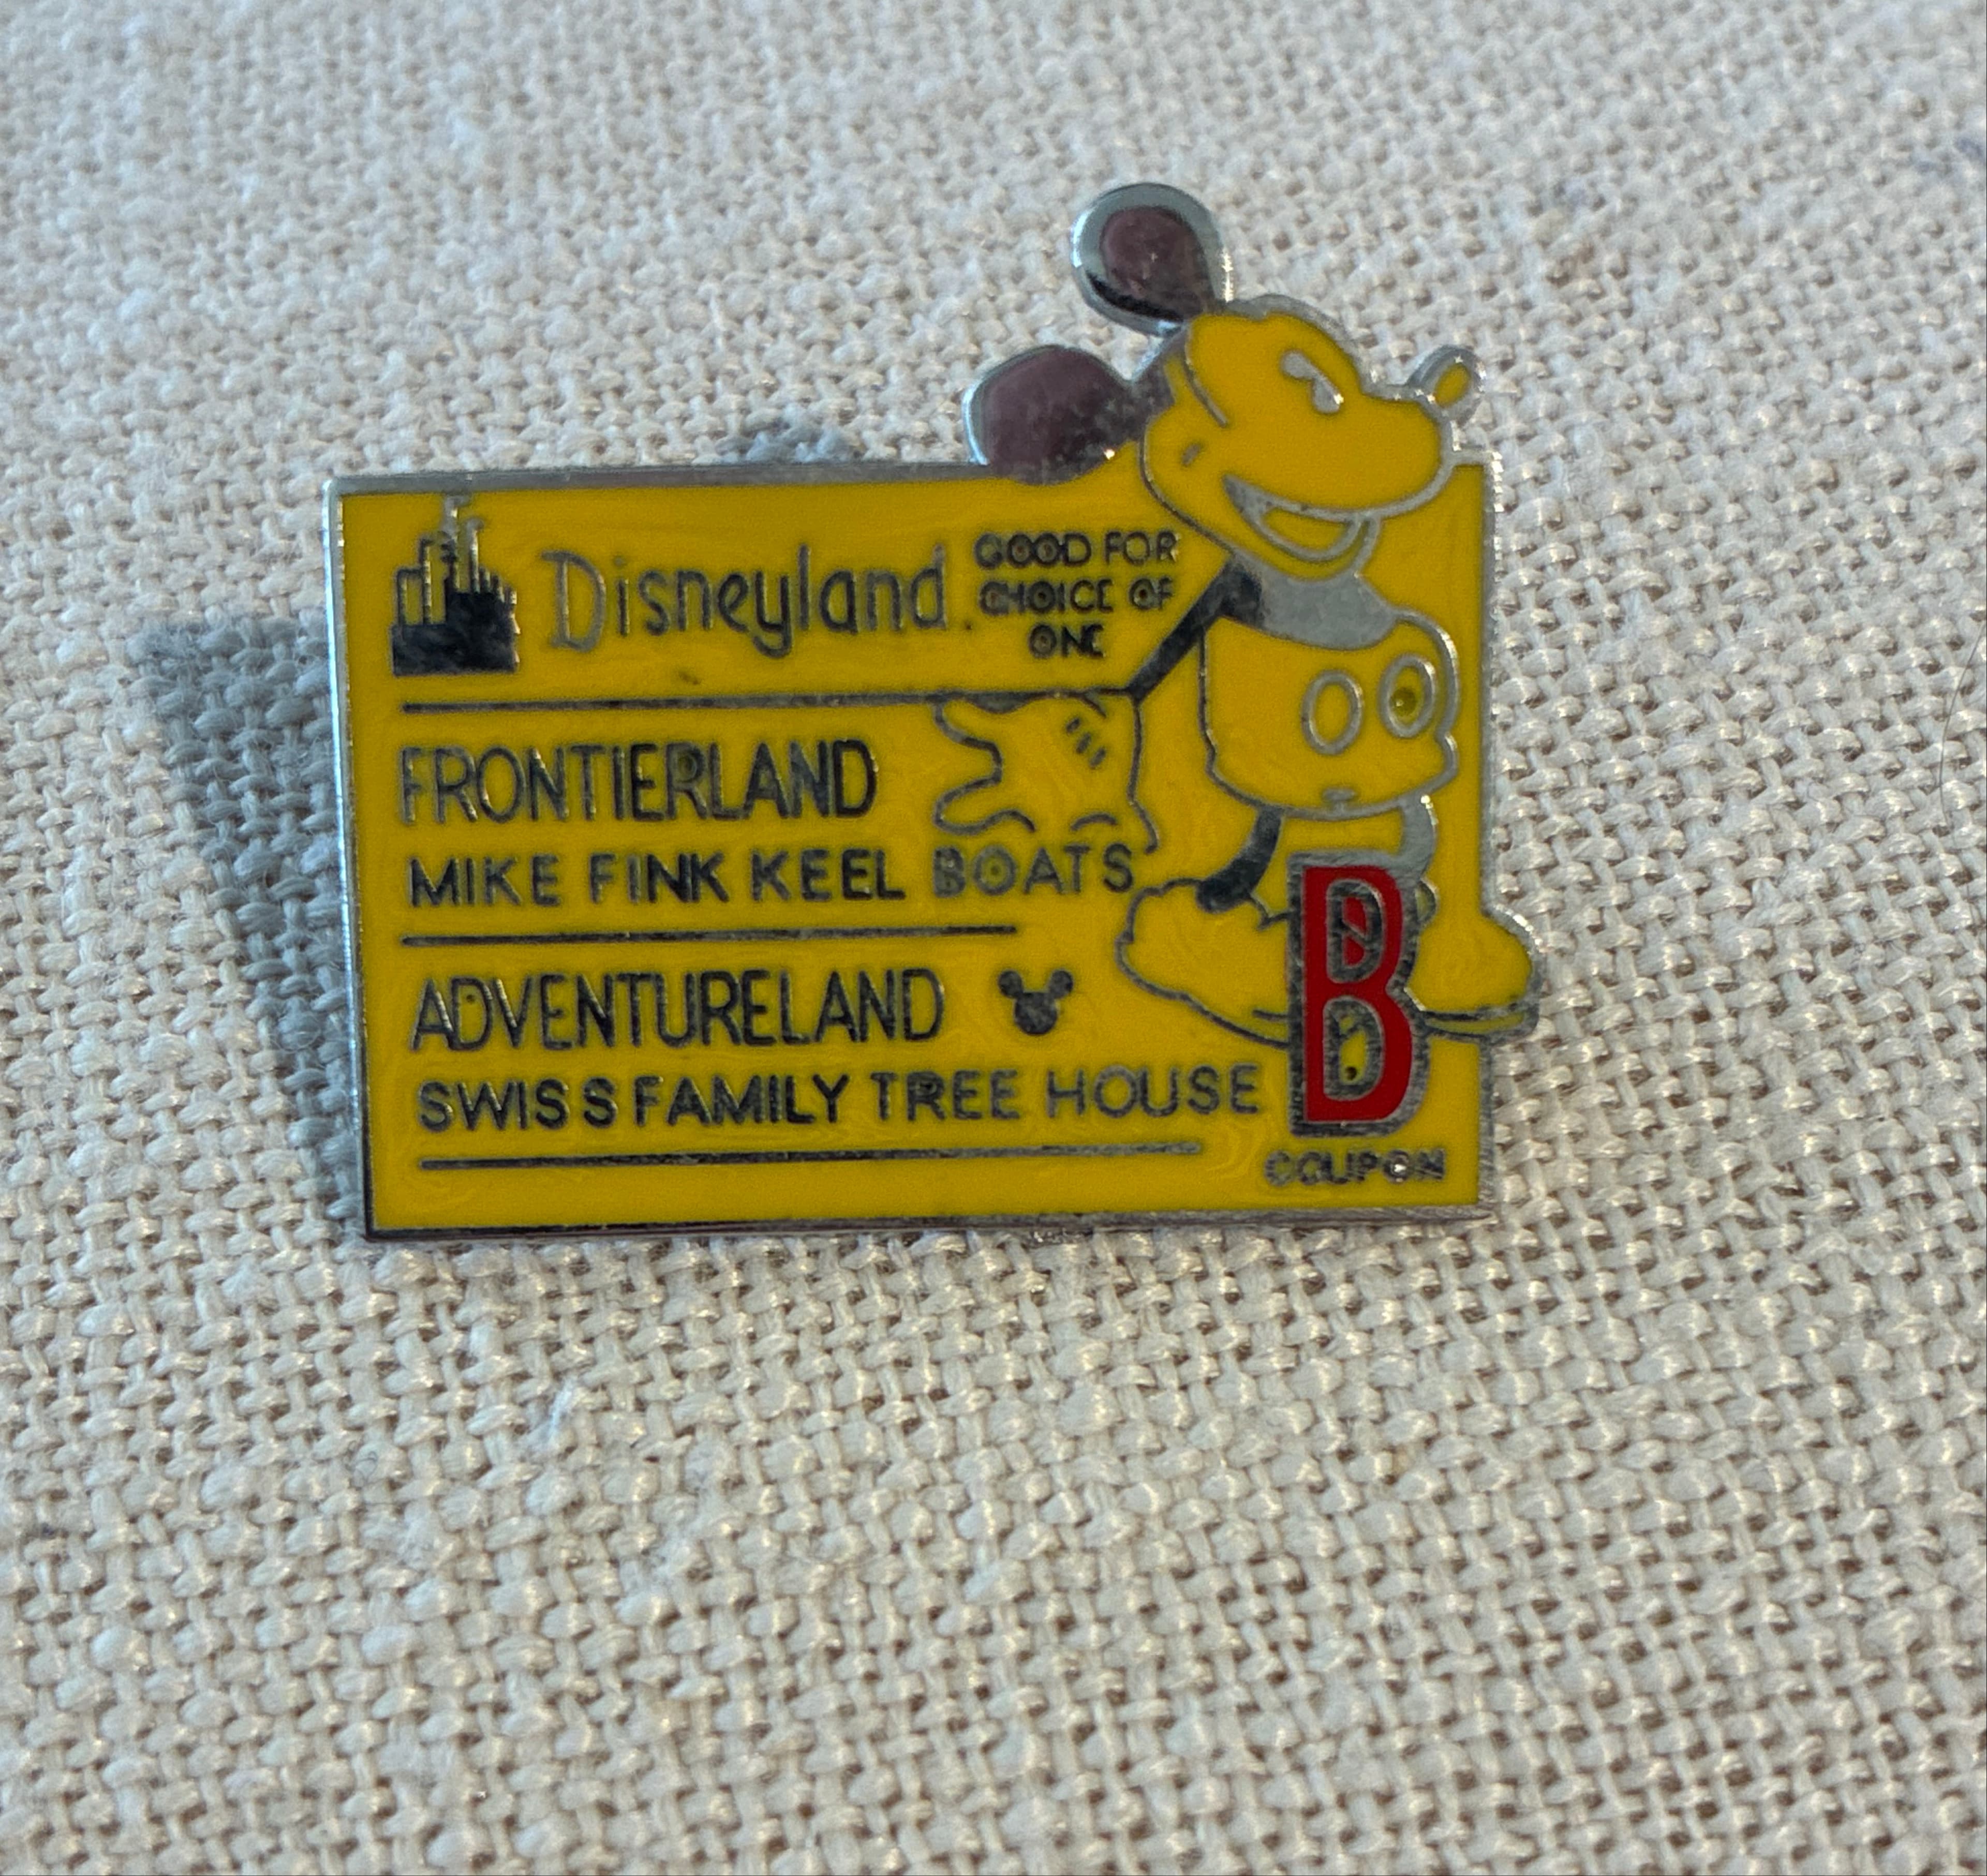 Disneyland.
GOOD FOR
CHOICE OF
ONE
FRONTIERLAND
MIKE FINK KEEL BOATS
ADVENTURELAND
SWISS FAMILY TREE HOUSE
B
COUPON